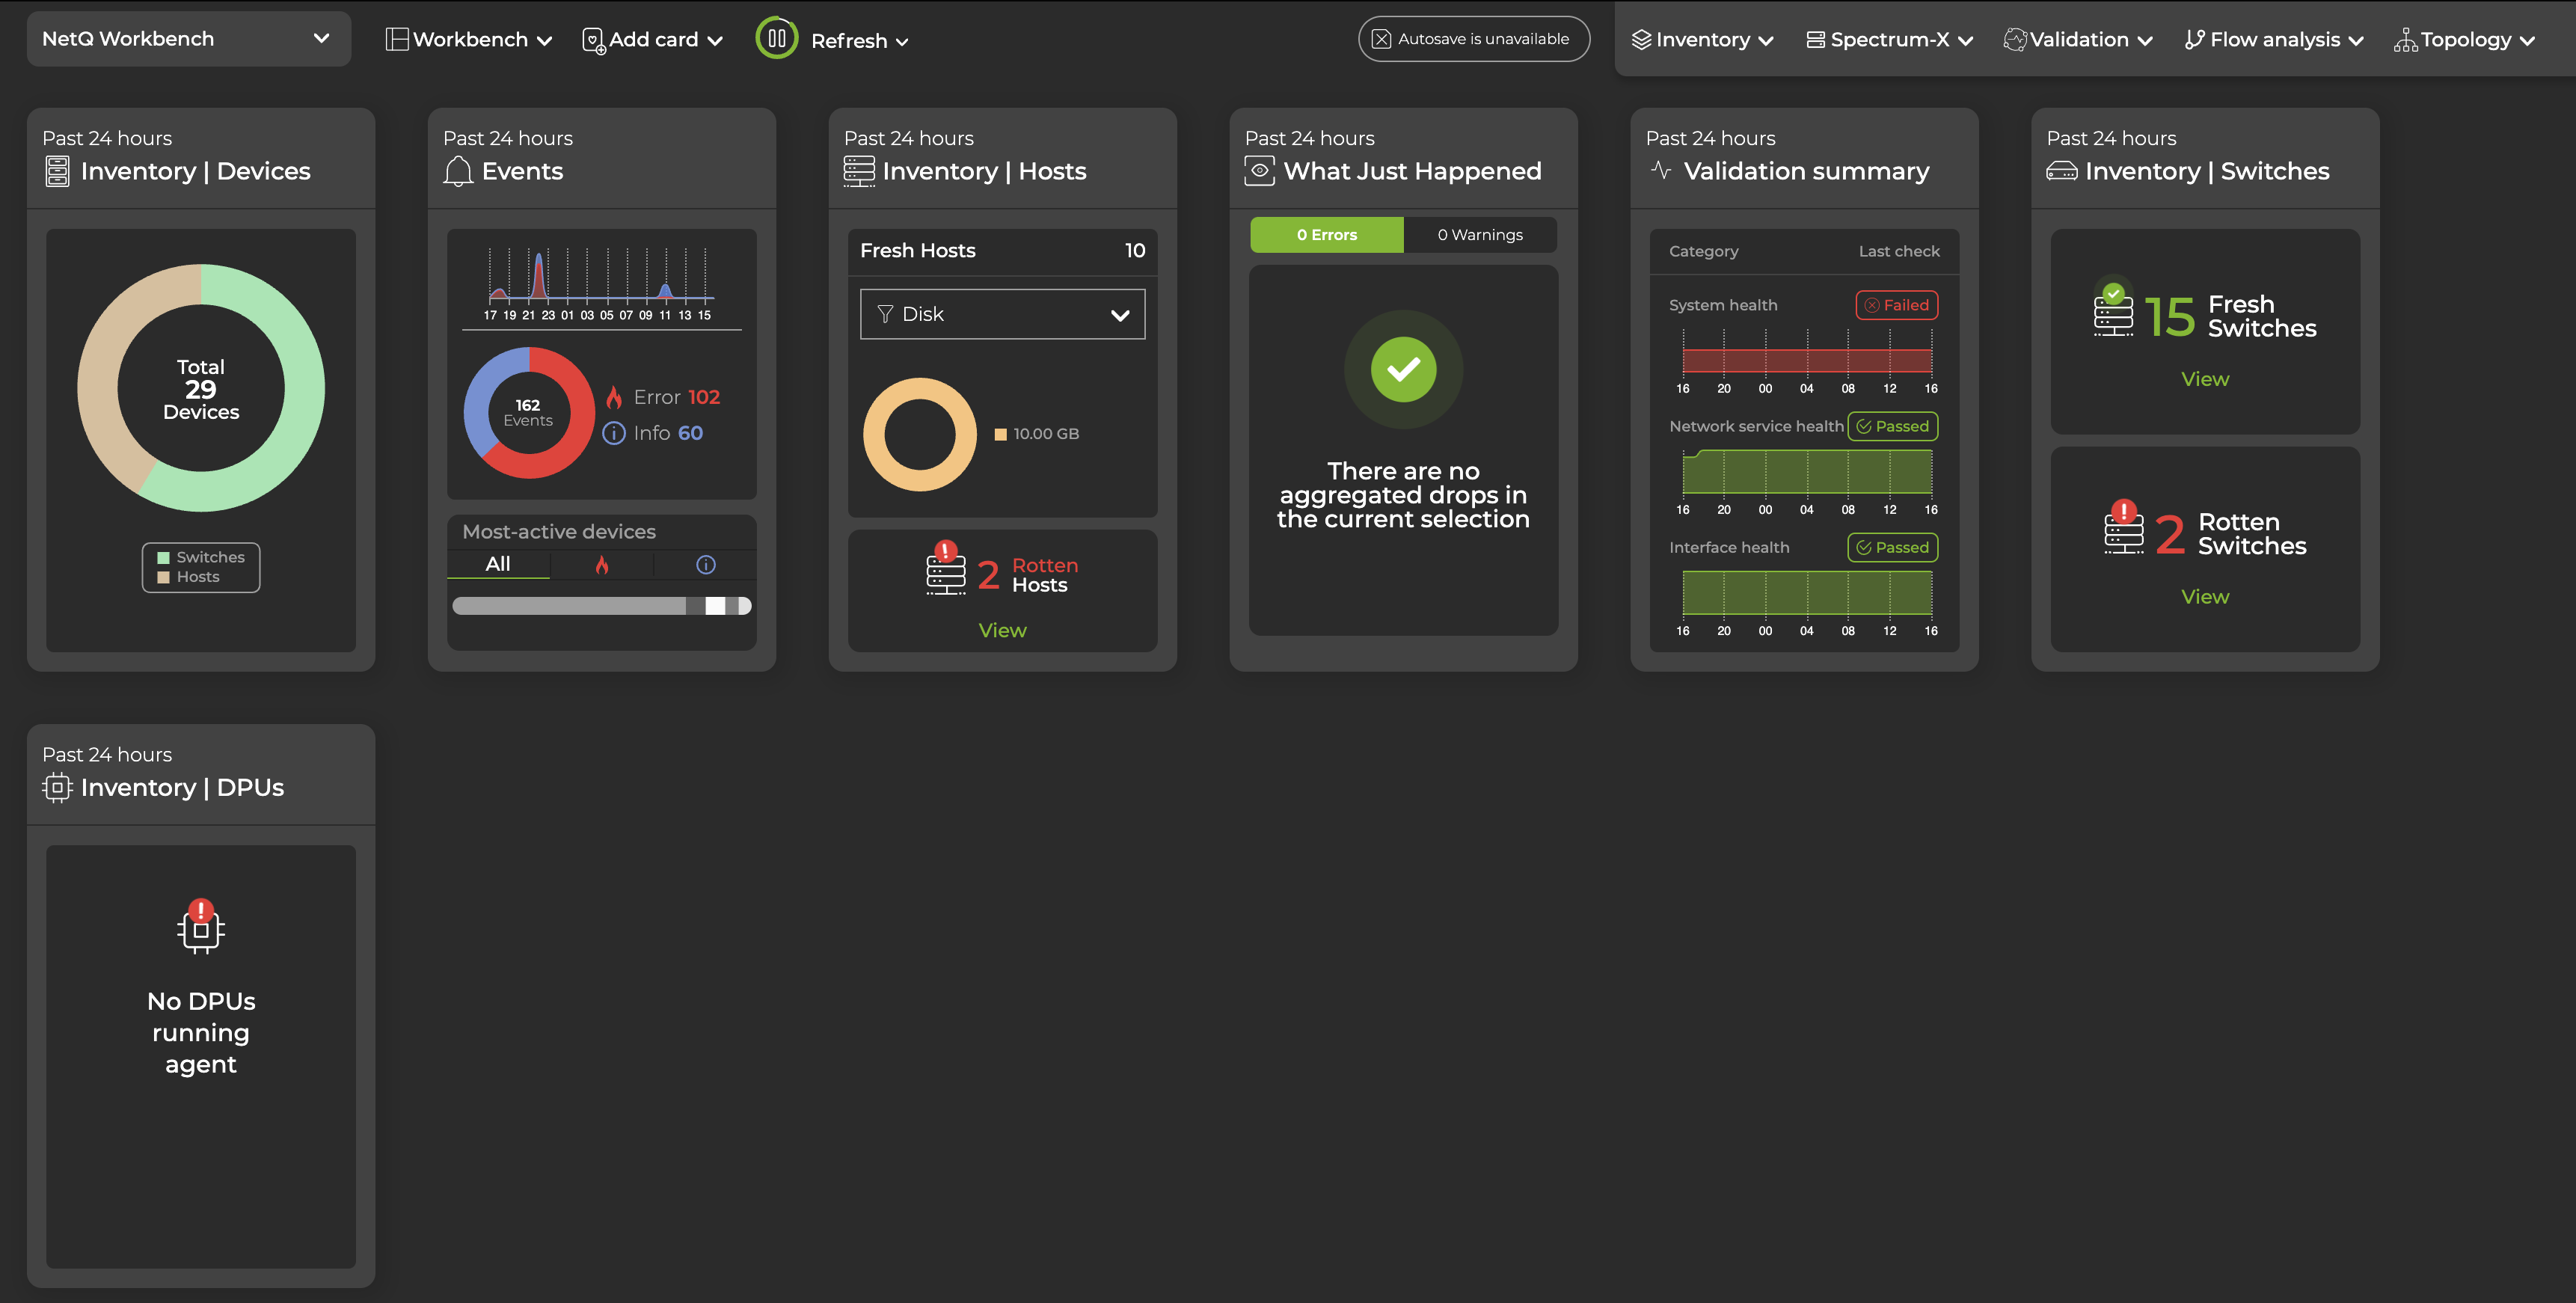 NetQ Workbench
Workbench
Add card
Refresh
Autosave is unavailable
Inventory
Spectrum-X
Validation
Flow analysis
Topology
Past 24 hours
Inventory | Devices
Total
29
Devices
Switches
Hosts
Past 24 hours
Events
17 19 21 23 01 03 05 07 09 11 13 15
162
Events
Error 102
Info 60
Most-active devices
All
Past 24 hours
Inventory | Hosts
Fresh Hosts 10
Disk
10.00 GB
2 Rotten
Hosts
View
Past 24 hours
What Just Happened
0 Errors
0 Warnings
There are no
aggregated drops in
the current selection
Past 24 hours
Validation summary
Category Last check
System health Failed
16 20 00 04 08 12 16
Network service health Passed
16 20 00 04 08 12 16
Interface health Passed
16 20 00 04 08 12 16
Past 24 hours
Inventory | Switches
15 Fresh
Switches
View
2 Rotten
Switches
View
Past 24 hours
Inventory | DPUs
No DPUs
running
agent